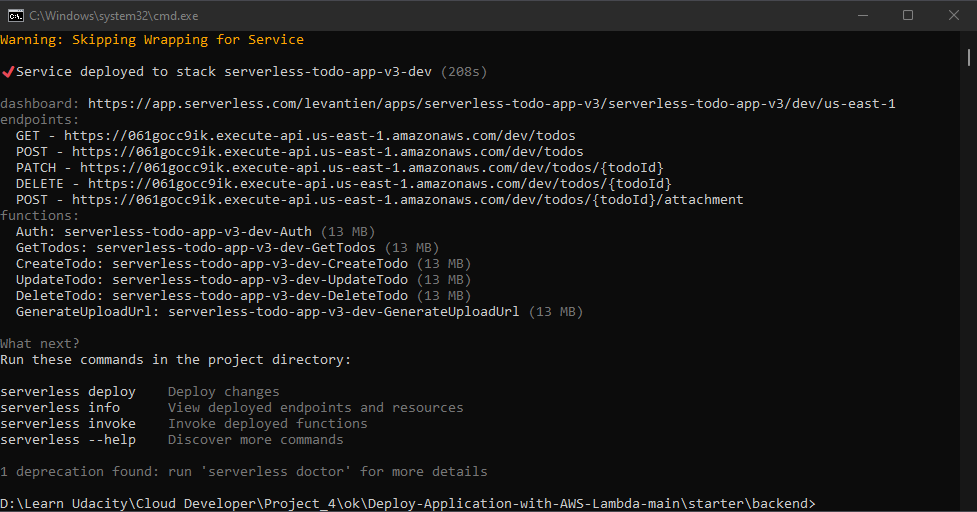 C:\Windows\system32\cmd.exe
Warning: Skipping Wrapping for Service
✔Service deployed to stack serverless-todo-app-v3-dev (208s)
dashboard: https://app.serverless.com/levantien/apps/serverless-todo-app-v3/serverless-todo-app-v3/dev/us-east-1
endpoints:
GET - https://061gocc9ik.execute-api.us-east-1.amazonaws.com/dev/todos
POST - https://061gocc9ik.execute-api.us-east-1.amazonaws.com/dev/todos
PATCH - https://061gocc9ik.execute-api.us-east-1.amazonaws.com/dev/todos/{todoId}
DELETE - https://061gocc9ik.execute-api.us-east-1.amazonaws.com/dev/todos/{todoId}
POST - https://061gocc9ik.execute-api.us-east-1.amazonaws.com/dev/todos/{todoId}/attachment
functions:
Auth: serverless-todo-app-v3-dev-Auth (13 MB)
GetTodos: serverless-todo-app-v3-dev-GetTodos (13 MB)
CreateTodo: serverless-todo-app-v3-dev-CreateTodo (13 MB)
UpdateTodo: serverless-todo-app-v3-dev-UpdateTodo (13 MB)
DeleteTodo: serverless-todo-app-v3-dev-DeleteTodo (13 MB)
GenerateUploadUrl: serverless-todo-app-v3-dev-GenerateUploadUrl (13 MB)
What next?
Run these commands in the project directory:
serverless deploy    Deploy changes
serverless info      View deployed endpoints and resources
serverless invoke    Invoke deployed functions
serverless --help    Discover more commands
1 deprecation found: run 'serverless doctor' for more details
D:\Learn Udacity\Cloud Developer\Project_4\ok\Deploy-Application-with-AWS-Lambda-main\starter\backend>